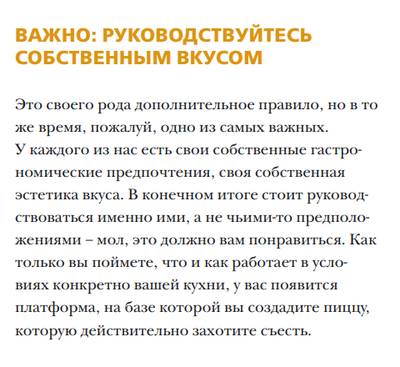 ВАЖНО: РУКОВОДСТВУЙТЕСЬ
СОБСТВЕННЫМ ВКУСОМ
Это своего рода дополнительное правило, но в то
же время, пожалуй, одно из самых важных.
У каждого из нас есть свои собственные гастро-
номические предпочтения, своя собственная
эстетика вкуса. В конечном итоге стоит руковод-
ствоваться именно ими, а не чьими-то предполо-
жениями – мол, это должно вам понравиться. Как
только вы поймете, что и как работает в усло-
виях конкретно вашей кухни, у вас появится
платформа, на базе которой вы создадите пиццу,
которую действительно захотите съесть.